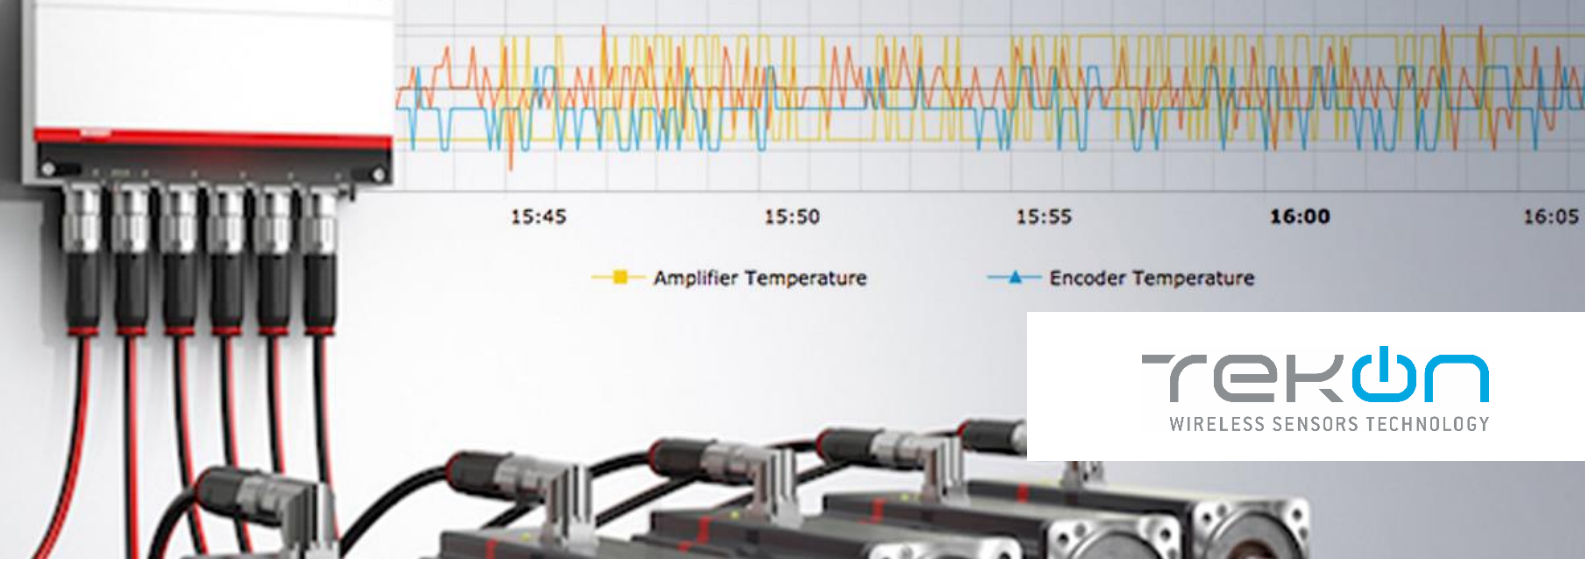 15:45 15:50 15:55 16:00 16:05
Amplifier Temperature Encoder Temperature
TEKON
WIRELESS SENSORS TECHNOLOGY